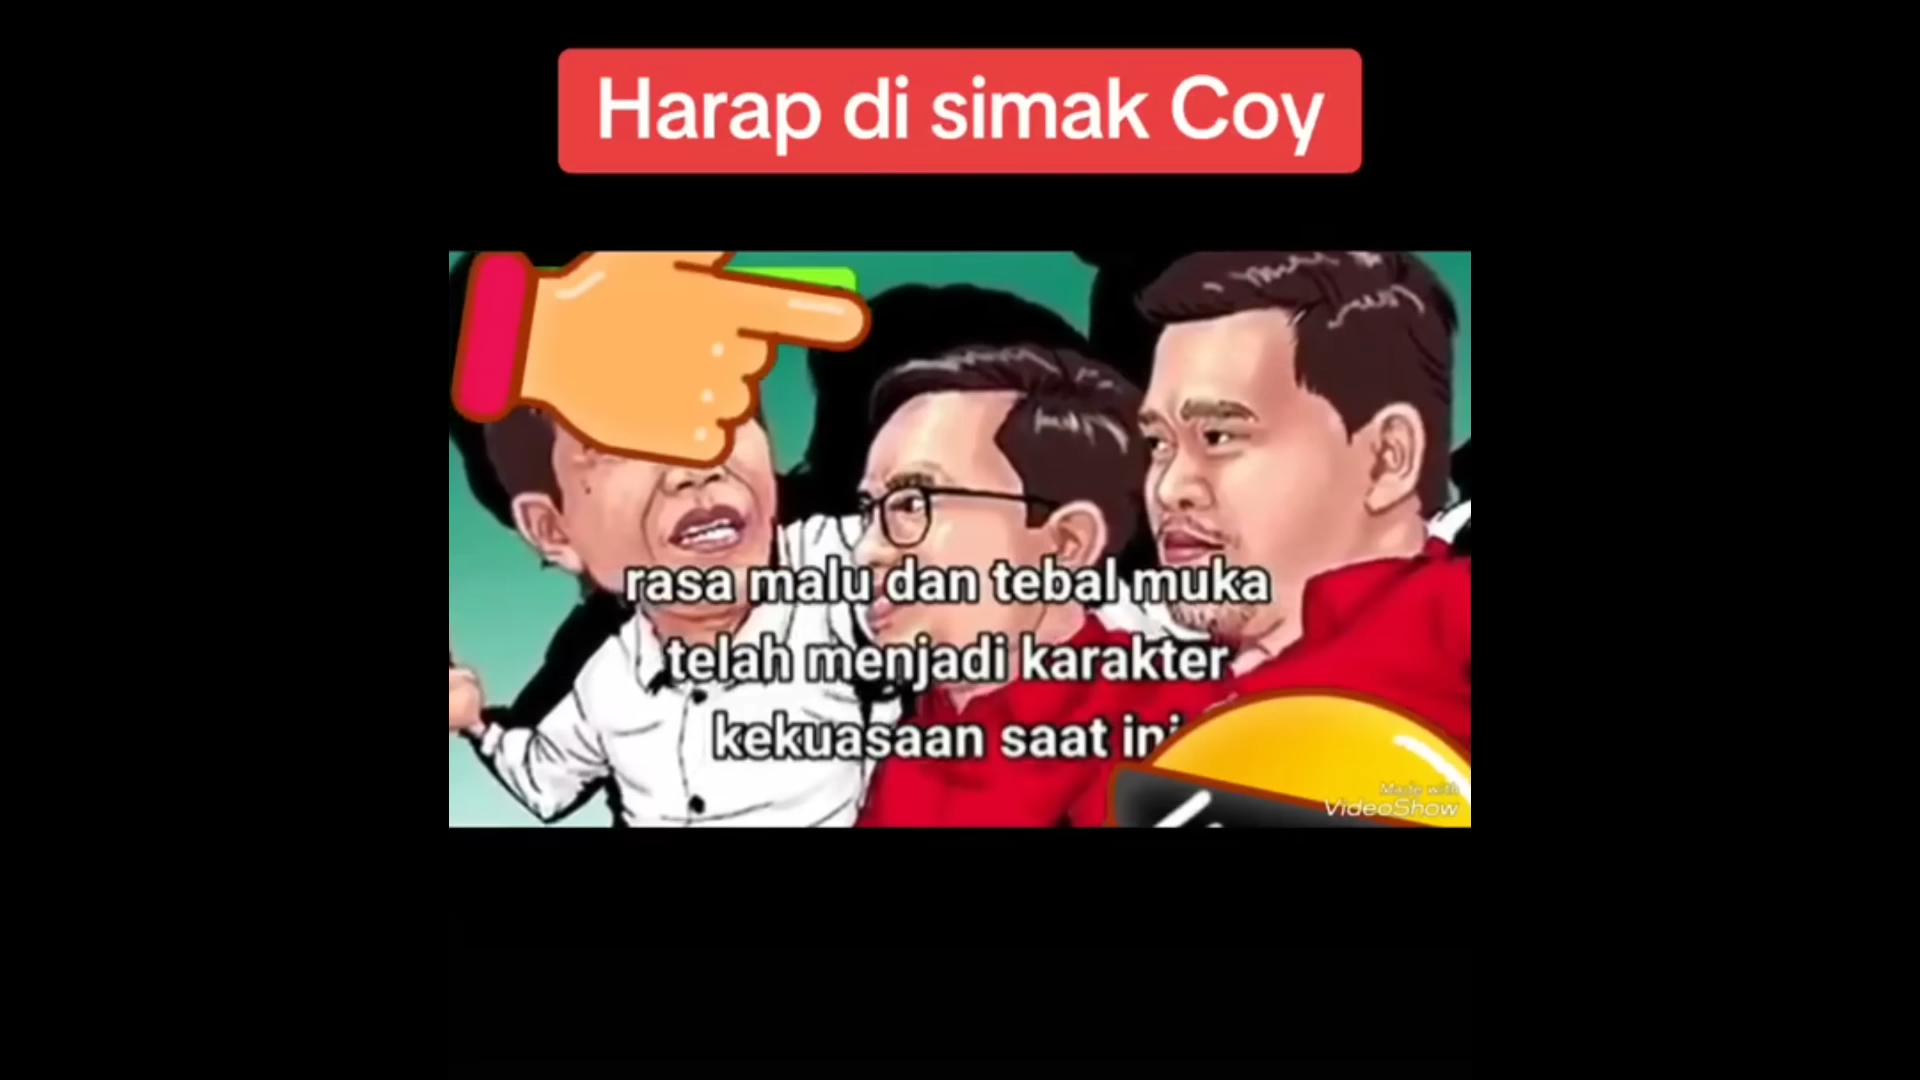 Harap di simak Coy
rasa malu dan tebal muka
telah menjadi karakter
kekuasaan saat ini
Made with
VideoShow